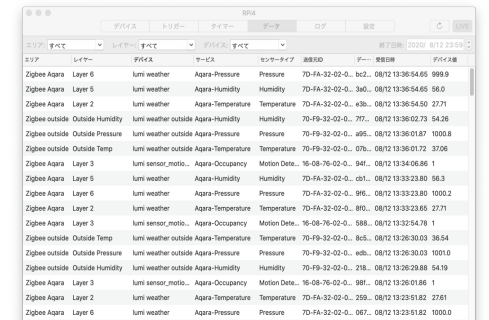 RPi4
デバイス トリガー タイマー データ ログ 設定 LIVE
エリア: すべて レイヤー: すべて デバイス: すべて 終了日時: 2020/ 8/12 23:59
エリア レイヤー デバイス サービス センサータイプ 送信元ID デー... 受信日時 デバイス値
Zigbee Aqara Layer 6 lumi weather Aqara-Pressure Pressure 7D-FA-32-02-0... bc2... 08/12 13:36:54.65 999.9
Zigbee Aqara Layer 5 lumi weather Aqara-Humidity Humidity 7D-FA-32-02-0... 3a0... 08/12 13:36:54.65 56.0
Zigbee Aqara Layer 2 lumi weather Aqara-Temperature Temperature 7D-FA-32-02-0... e3b... 08/12 13:36:54.50 27.71
Zigbee outside Outside Humidity lumi weather outside Aqara-Humidity Humidity 70-F9-32-02-0... 7f7... 08/12 13:36:02.73 54.26
Zigbee outside Outside Pressure lumi weather outside Aqara-Pressure Pressure 70-F9-32-02-0... a95... 08/12 13:36:01.87 1000.8
Zigbee outside Outside Temp lumi weather outside Aqara-Temperature Temperature 70-F9-32-02-0... 07b... 08/12 13:36:01.72 37.06
Zigbee Aqara Layer 3 lumi sensor_motio... Aqara-Occupancy Motion Dete... 16-08-76-02-0... 94f... 08/12 13:34:06.86 1
Zigbee Aqara Layer 5 lumi weather Aqara-Humidity Humidity 7D-FA-32-02-0... cb1... 08/12 13:33:23.80 56.3
Zigbee Aqara Layer 6 lumi weather Aqara-Pressure Pressure 7D-FA-32-02-0... 9f6... 08/12 13:33:23.80 1000.2
Zigbee Aqara Layer 2 lumi weather Aqara-Temperature Temperature 7D-FA-32-02-0... 8f0... 08/12 13:33:23.65 27.71
Zigbee Aqara Layer 3 lumi sensor_motio... Aqara-Occupancy Motion Dete... 16-08-76-02-0... 588... 08/12 13:32:54.78 1
Zigbee outside Outside Temp lumi weather outside Aqara-Temperature Temperature 70-F9-32-02-0... 8c5... 08/12 13:26:30.03 36.54
Zigbee outside Outside Pressure lumi weather outside Aqara-Pressure Pressure 70-F9-32-02-0... edb... 08/12 13:26:30.03 1001.0
Zigbee outside Outside Humidity lumi weather outside Aqara-Humidity Humidity 70-F9-32-02-0... 218... 08/12 13:26:29.88 54.19
Zigbee Aqara Layer 3 lumi sensor_motio... Aqara-Occupancy Motion Dete... 16-08-76-02-0... 98f... 08/12 13:26:01.86 1
Zigbee Aqara Layer 2 lumi weather Aqara-Temperature Temperature 7D-FA-32-02-0... 259... 08/12 13:23:51.82 27.61
Zigbee Aqara Layer 6 lumi weather Aqara-Pressure Pressure 7D-FA-32-02-0... 067... 08/12 13:23:51.82 1000.0